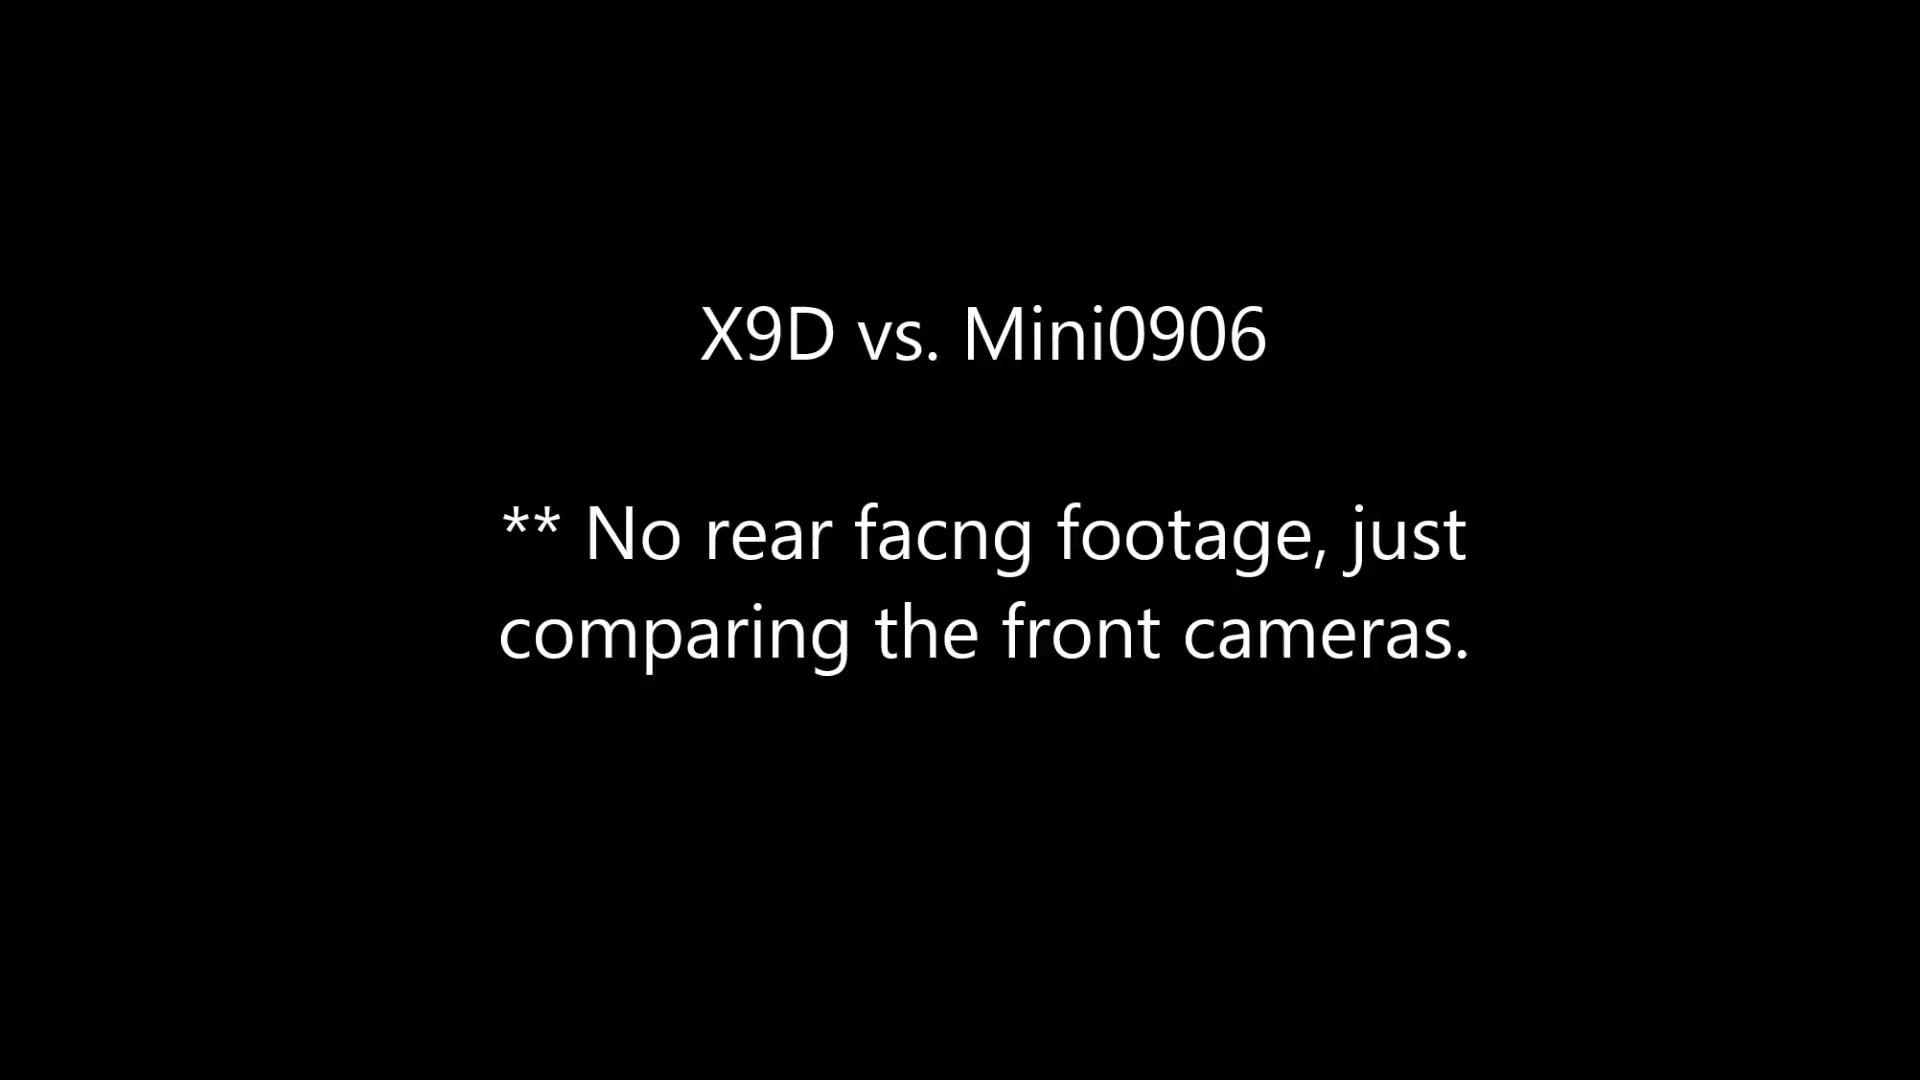 X9D vs. Mini0906
** No rear facng footage, just
comparing the front cameras.